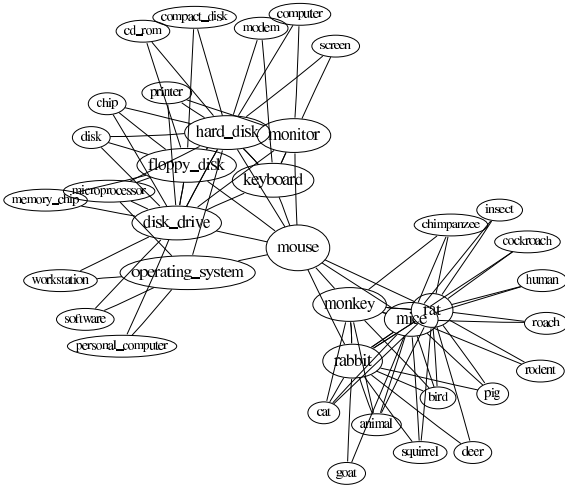 compact_disk
computer
cd_rom
modem
screen
printer
chip
hard_disk
monitor
disk
floppy_disk
keyboard
microprocessor
memory_chip
disk_drive
insect
chimpanzee
cockroach
mouse
operating_system
workstation
human
monkey
rat
mice
software
roach
personal_computer
rabbit
rodent
pig
bird
cat
animal
squirrel
deer
goat